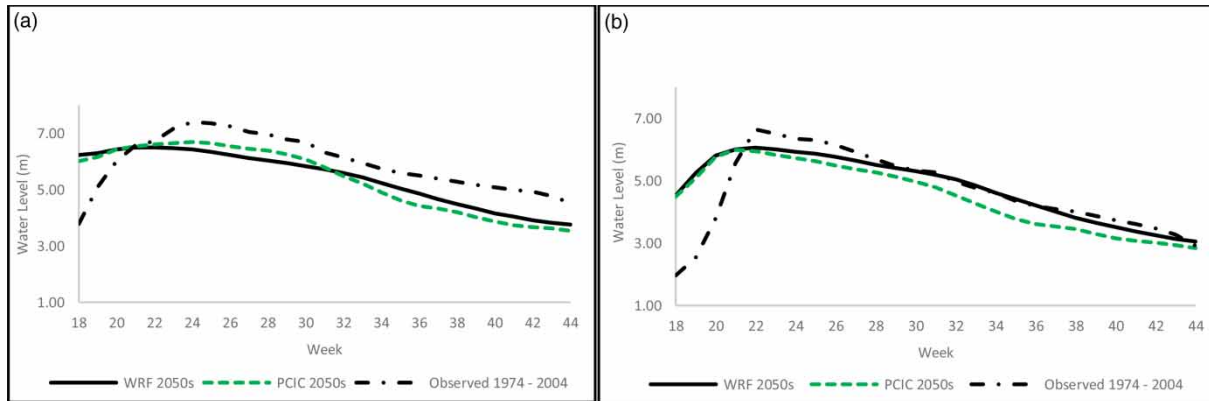 (a)
Water Level (m)
7.00
5.00
3.00
1.00
18 20 22 24 26 28 30 32 34 36 38 40 42 44
Week
WRF 2050s PCIC 2050s Observed 1974 - 2004
(b)
Water Level (m)
7.00
5.00
3.00
1.00
18 20 22 24 26 28 30 32 34 36 38 40 42 44
Week
WRF 2050s PCIC 2050s Observed 1974 - 2004